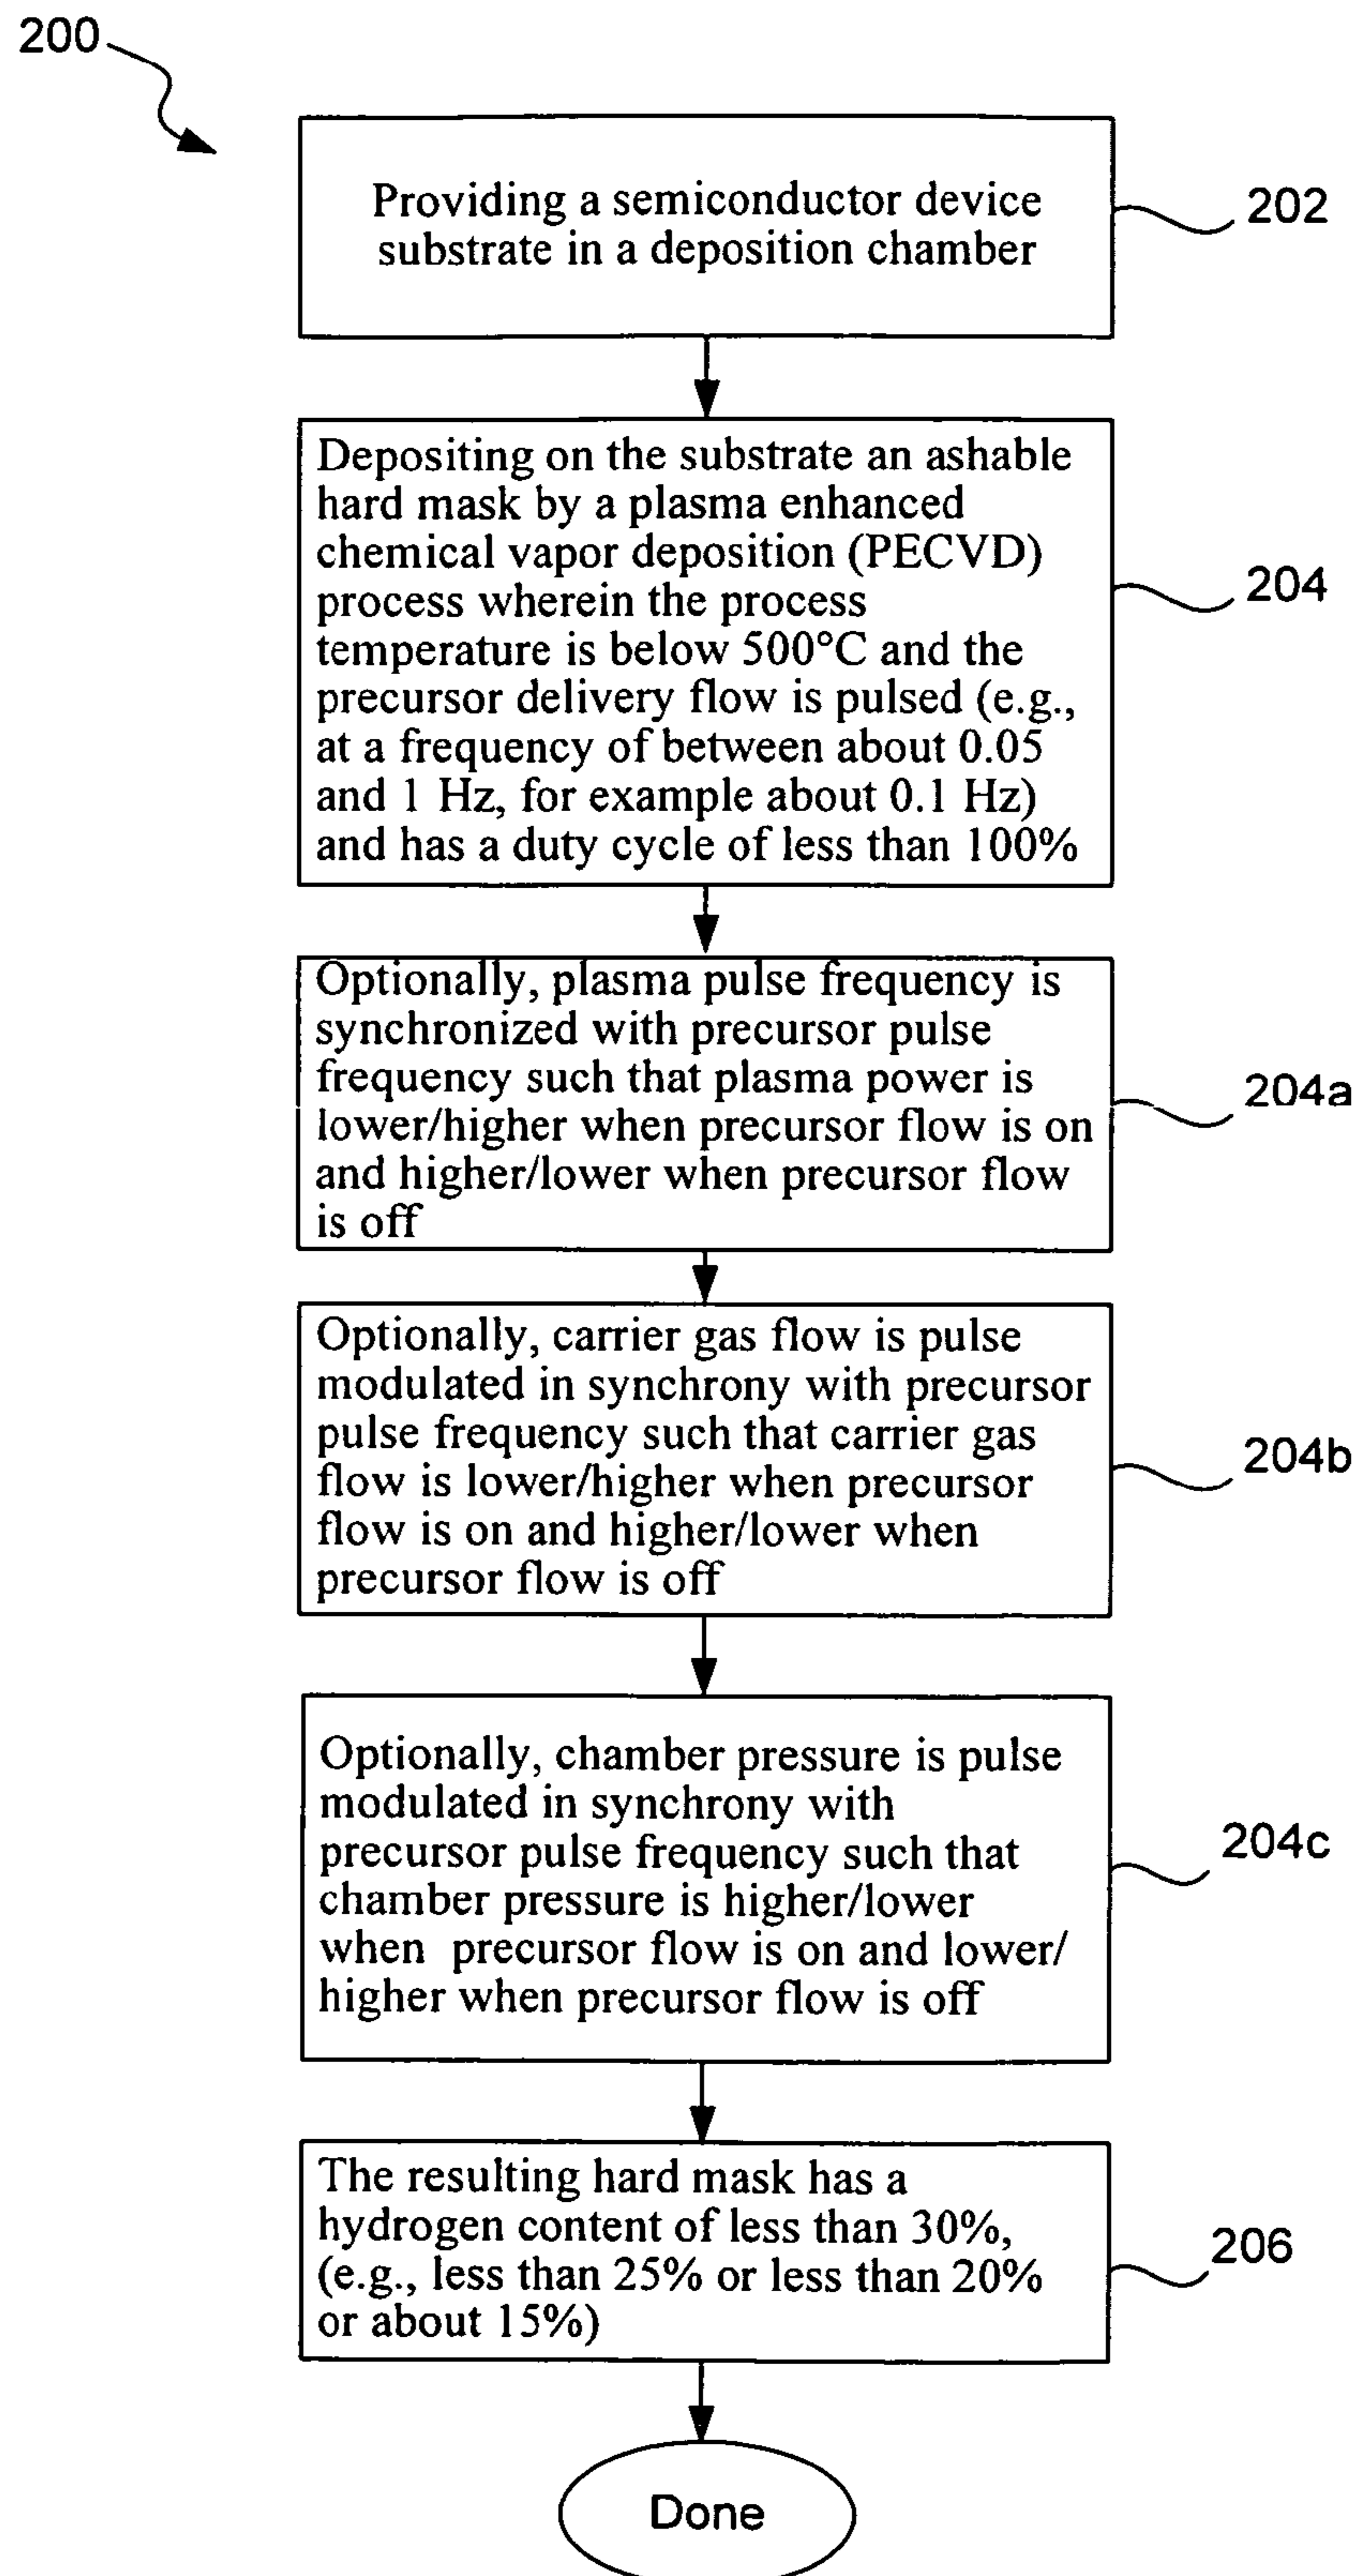 200
Providing a semiconductor device
substrate in a deposition chamber
202
Depositing on the substrate an ashable
hard mask by a plasma enhanced
chemical vapor deposition (PECVD)
process wherein the process
temperature is below 500°C and the
precursor delivery flow is pulsed (e.g.,
at a frequency of between about 0.05
and 1 Hz, for example about 0.1 Hz)
and has a duty cycle of less than 100%
204
Optionally, plasma pulse frequency is
synchronized with precursor pulse
frequency such that plasma power is
lower/higher when precursor flow is on
and higher/lower when precursor flow
is off
204a
Optionally, carrier gas flow is pulse
modulated in synchrony with precursor
pulse frequency such that carrier gas
flow is lower/higher when precursor
flow is on and higher/lower when
precursor flow is off
204b
Optionally, chamber pressure is pulse
modulated in synchrony with
precursor pulse frequency such that
chamber pressure is higher/lower
when precursor flow is on and lower/
higher when precursor flow is off
204c
The resulting hard mask has a
hydrogen content of less than 30%,
(e.g., less than 25% or less than 20%
or about 15%)
206
Done